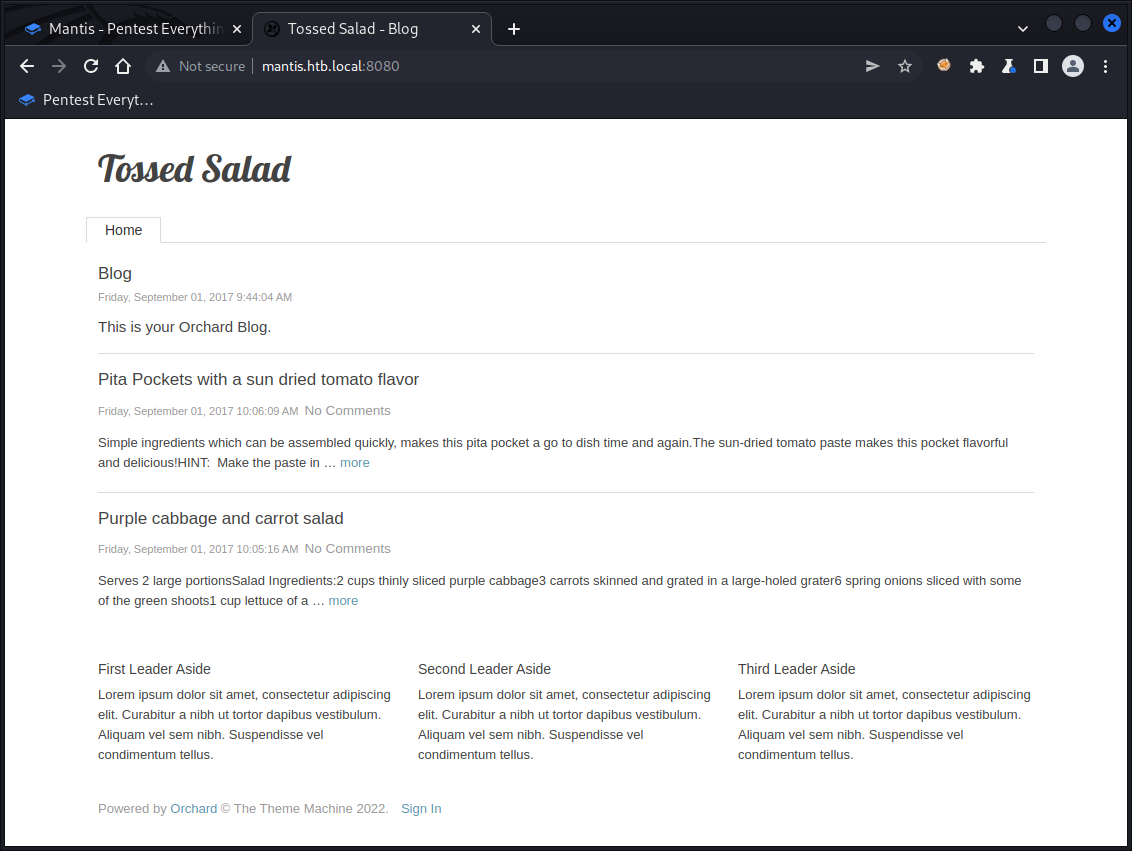 Mantis - Pentest Everythin
Tossed Salad - Blog
Not secure mantis.htb.local:8080
Pentest Everyt…
Tossed Salad
Home
Blog
Friday, September 01, 2017 9:44:04 AM
This is your Orchard Blog.
Pita Pockets with a sun dried tomato flavor
Friday, September 01, 2017 10:06:09 AM No Comments
Simple ingredients which can be assembled quickly, makes this pita pocket a go to dish time and again.The sun-dried tomato paste makes this pocket flavorful
and delicious!HINT:  Make the paste in … more
Purple cabbage and carrot salad
Friday, September 01, 2017 10:05:16 AM No Comments
Serves 2 large portionsSalad Ingredients:2 cups thinly sliced purple cabbage3 carrots skinned and grated in a large-holed grater6 spring onions sliced with some
of the green shoots1 cup lettuce of a … more
First Leader Aside
Lorem ipsum dolor sit amet, consectetur adipiscing
elit. Curabitur a nibh ut tortor dapibus vestibulum.
Aliquam vel sem nibh. Suspendisse vel
condimentum tellus.
Second Leader Aside
Lorem ipsum dolor sit amet, consectetur adipiscing
elit. Curabitur a nibh ut tortor dapibus vestibulum.
Aliquam vel sem nibh. Suspendisse vel
condimentum tellus.
Third Leader Aside
Lorem ipsum dolor sit amet, consectetur adipiscing
elit. Curabitur a nibh ut tortor dapibus vestibulum.
Aliquam vel sem nibh. Suspendisse vel
condimentum tellus.
Powered by Orchard © The Theme Machine 2022. Sign In